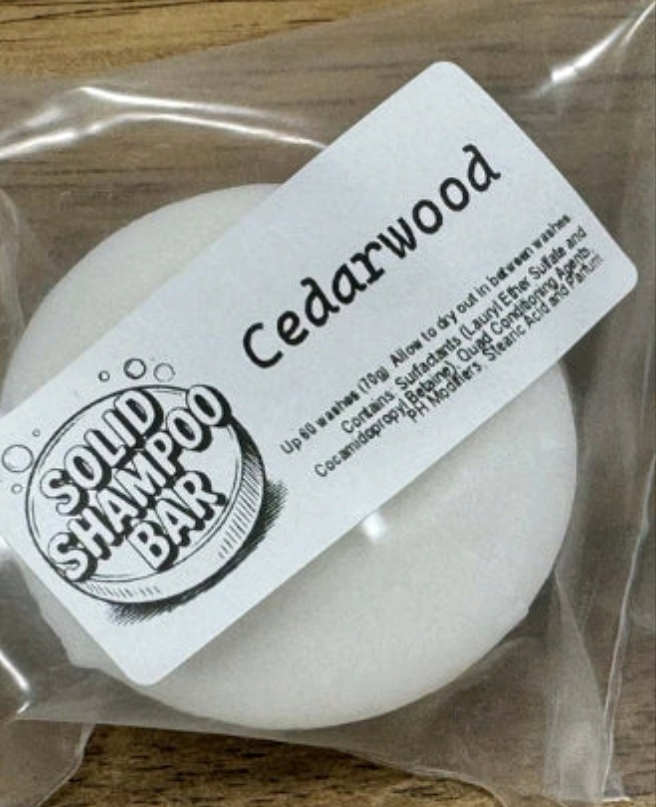 Cedarwood
Up 60 washes (70g) Allow to dry out in between washes
Contains Surfactants (Lauryl Ether Sulfate and
Cocamidopropyl Betaine), Quad Conditioning Agents,
PH Modifiers, Stearic Acid and Parfum
SOLID
SHAMPOO
BAR